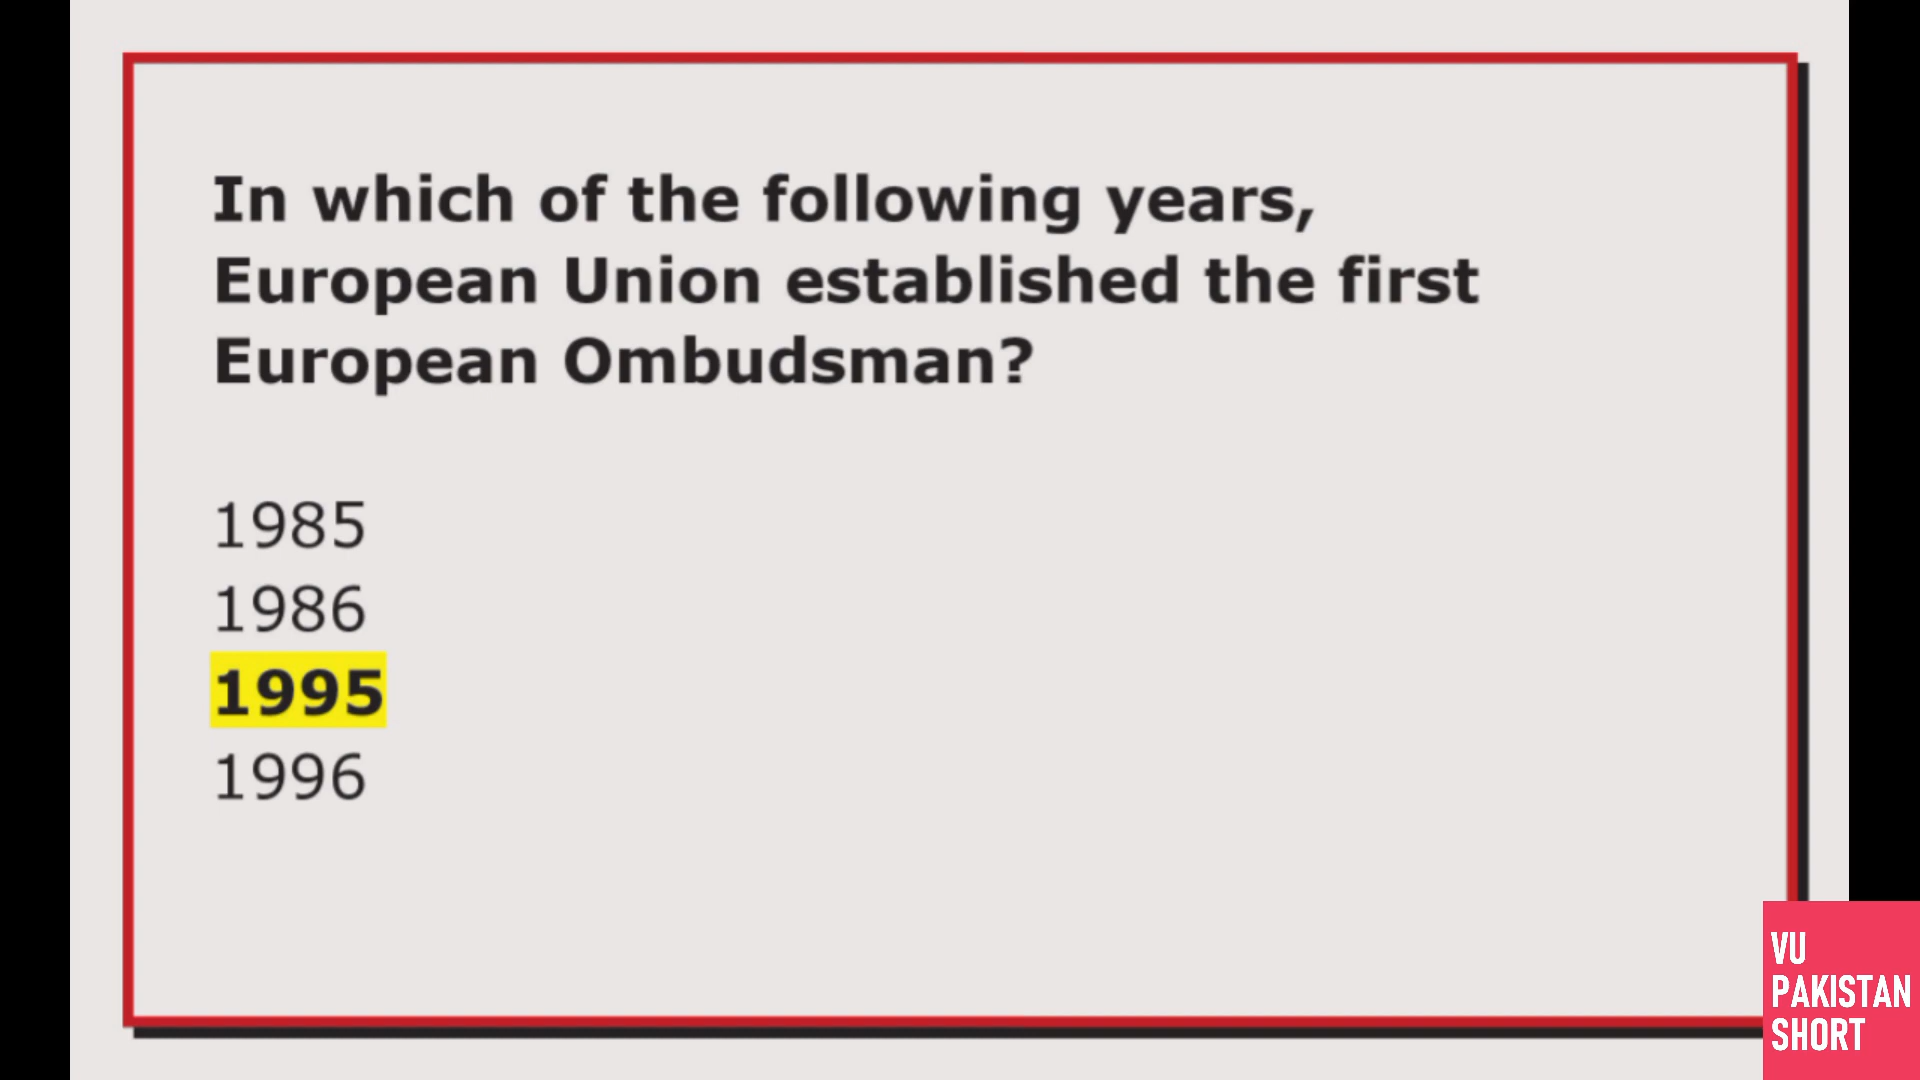 In which of the following years,
European Union established the first
European Ombudsman?
1985
1986
1995
1996
VU
PAKISTAN
SHORT